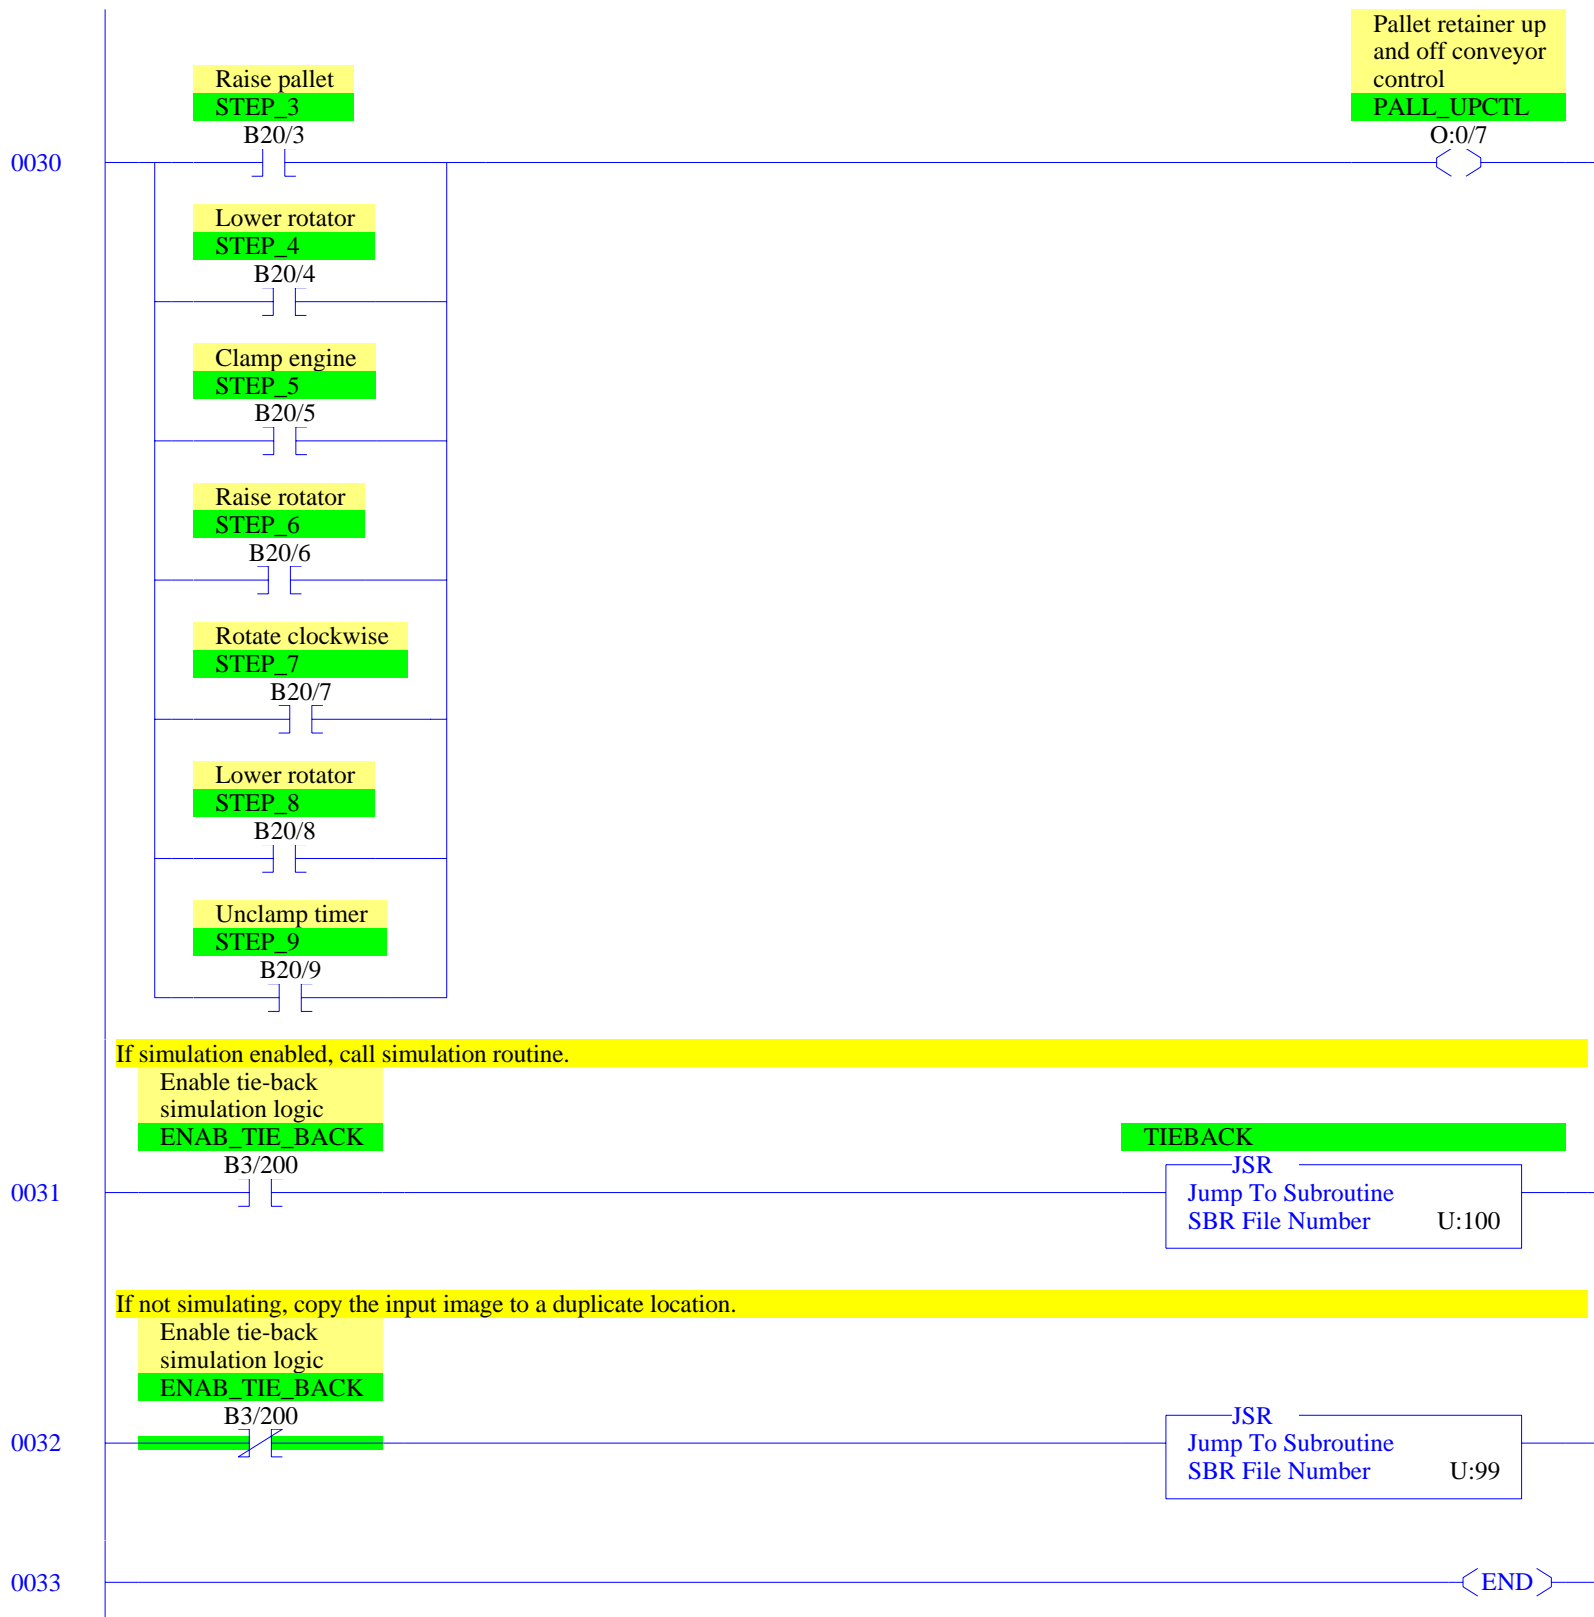 Pallet retainer up
and off conveyor
control
PALL_UPCTL
O:0/7
Raise pallet
STEP_3
B20/3
0030
Lower rotator
STEP_4
B20/4
Clamp engine
STEP_5
B20/5
Raise rotator
STEP_6
B20/6
Rotate clockwise
STEP_7
B20/7
Lower rotator
STEP_8
B20/8
Unclamp timer
STEP_9
B20/9
If simulation enabled, call simulation routine.
Enable tie-back
simulation logic
ENAB_TIE_BACK
B3/200
0031
TIEBACK
JSR
Jump To Subroutine
SBR File Number U:100
If not simulating, copy the input image to a duplicate location.
Enable tie-back
simulation logic
ENAB_TIE_BACK
B3/200
0032
JSR
Jump To Subroutine
SBR File Number U:99
0033
END